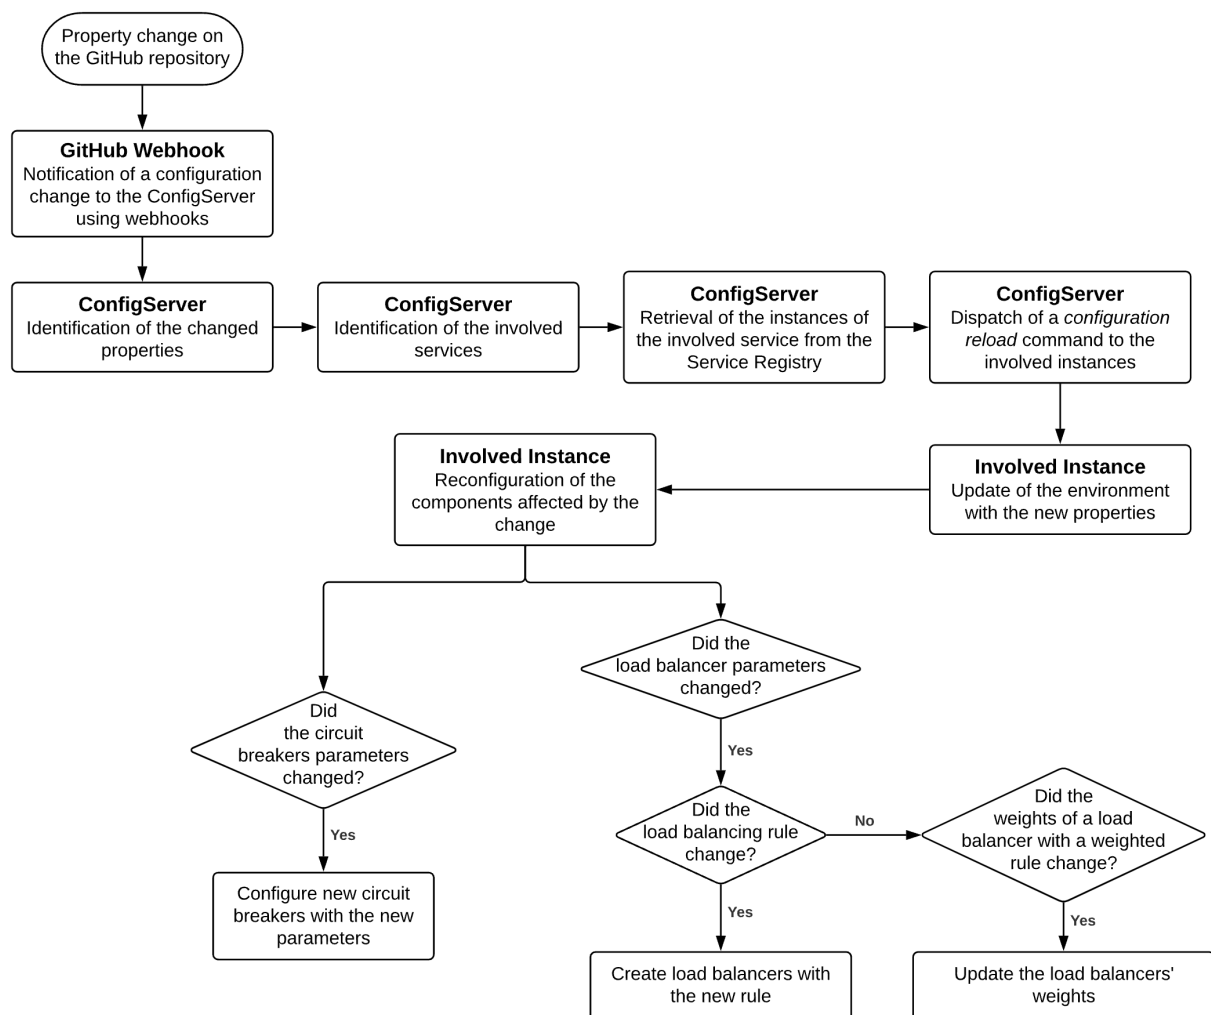 Property change on
the GitHub repository
GitHub Webhook
Notification of a configuration
change to the ConfigServer
using webhooks
ConfigServer
Identification of the changed
properties
ConfigServer
Identification of the involved
services
ConfigServer
Retrieval of the instances of
the involved service from the
Service Registry
ConfigServer
Dispatch of a configuration
reload command to the
involved instances
Involved Instance
Update of the environment
with the new properties
Involved Instance
Reconfiguration of the
components affected by the
change
Did
the circuit
breakers parameters
changed?
Yes
Configure new circuit
breakers with the new
parameters
Did the
load balancer parameters
changed?
Yes
Did the
load balancing rule
change?
No
Did the
weights of a load
balancer with a weighted
rule change?
Yes
Create load balancers with
the new rule
Yes
Update the load balancers'
weights